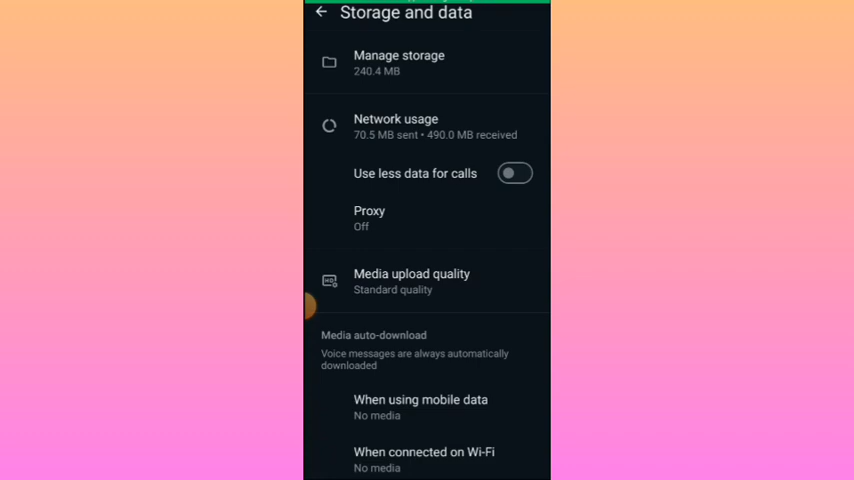 Storage and data
Manage storage
240.4 MB
Network usage
70.5 MB sent • 490.0 MB received
Use less data for calls
Proxy
Off
Media upload quality
Standard quality
Media auto-download
Voice messages are always automatically
downloaded
When using mobile data
No media
When connected on Wi-Fi
No media